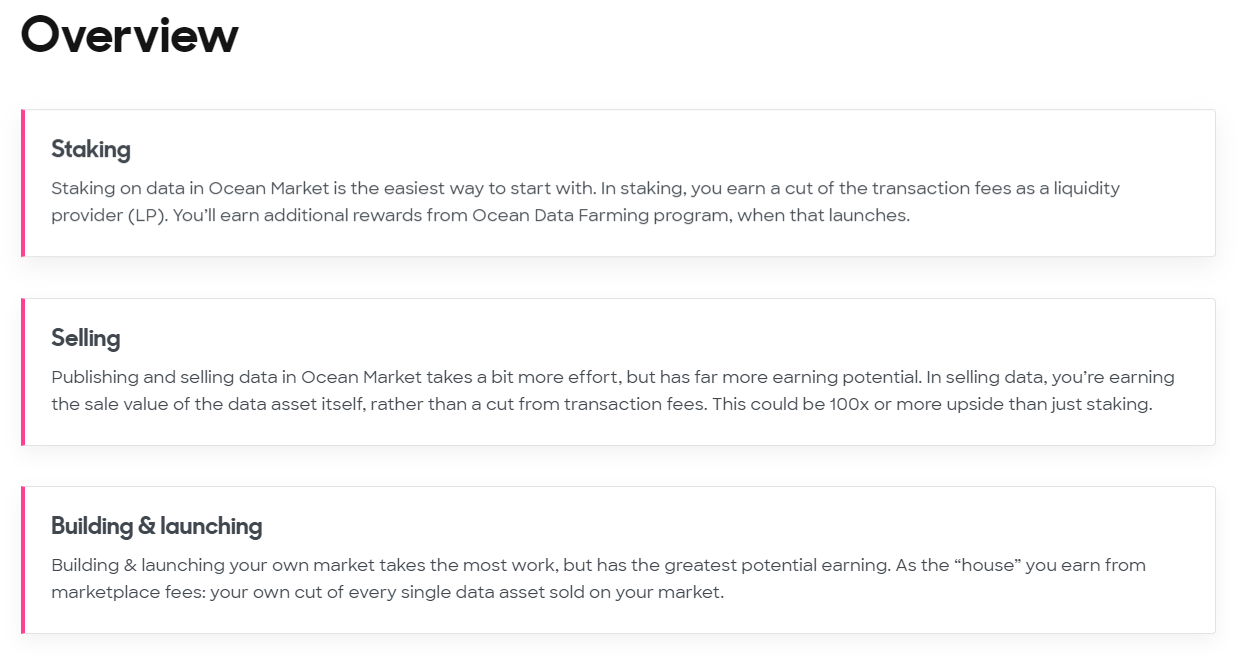 Overview
Staking
Staking on data in Ocean Market is the easiest way to start with. In staking, you earn a cut of the transaction fees as a liquidity
provider (LP). You’ll earn additional rewards from Ocean Data Farming program, when that launches.
Selling
Publishing and selling data in Ocean Market takes a bit more effort, but has far more earning potential. In selling data, you’re earning
the sale value of the data asset itself, rather than a cut from transaction fees. This could be 100x or more upside than just staking.
Building & launching
Building & launching your own market takes the most work, but has the greatest potential earning. As the “house” you earn from
marketplace fees: your own cut of every single data asset sold on your market.